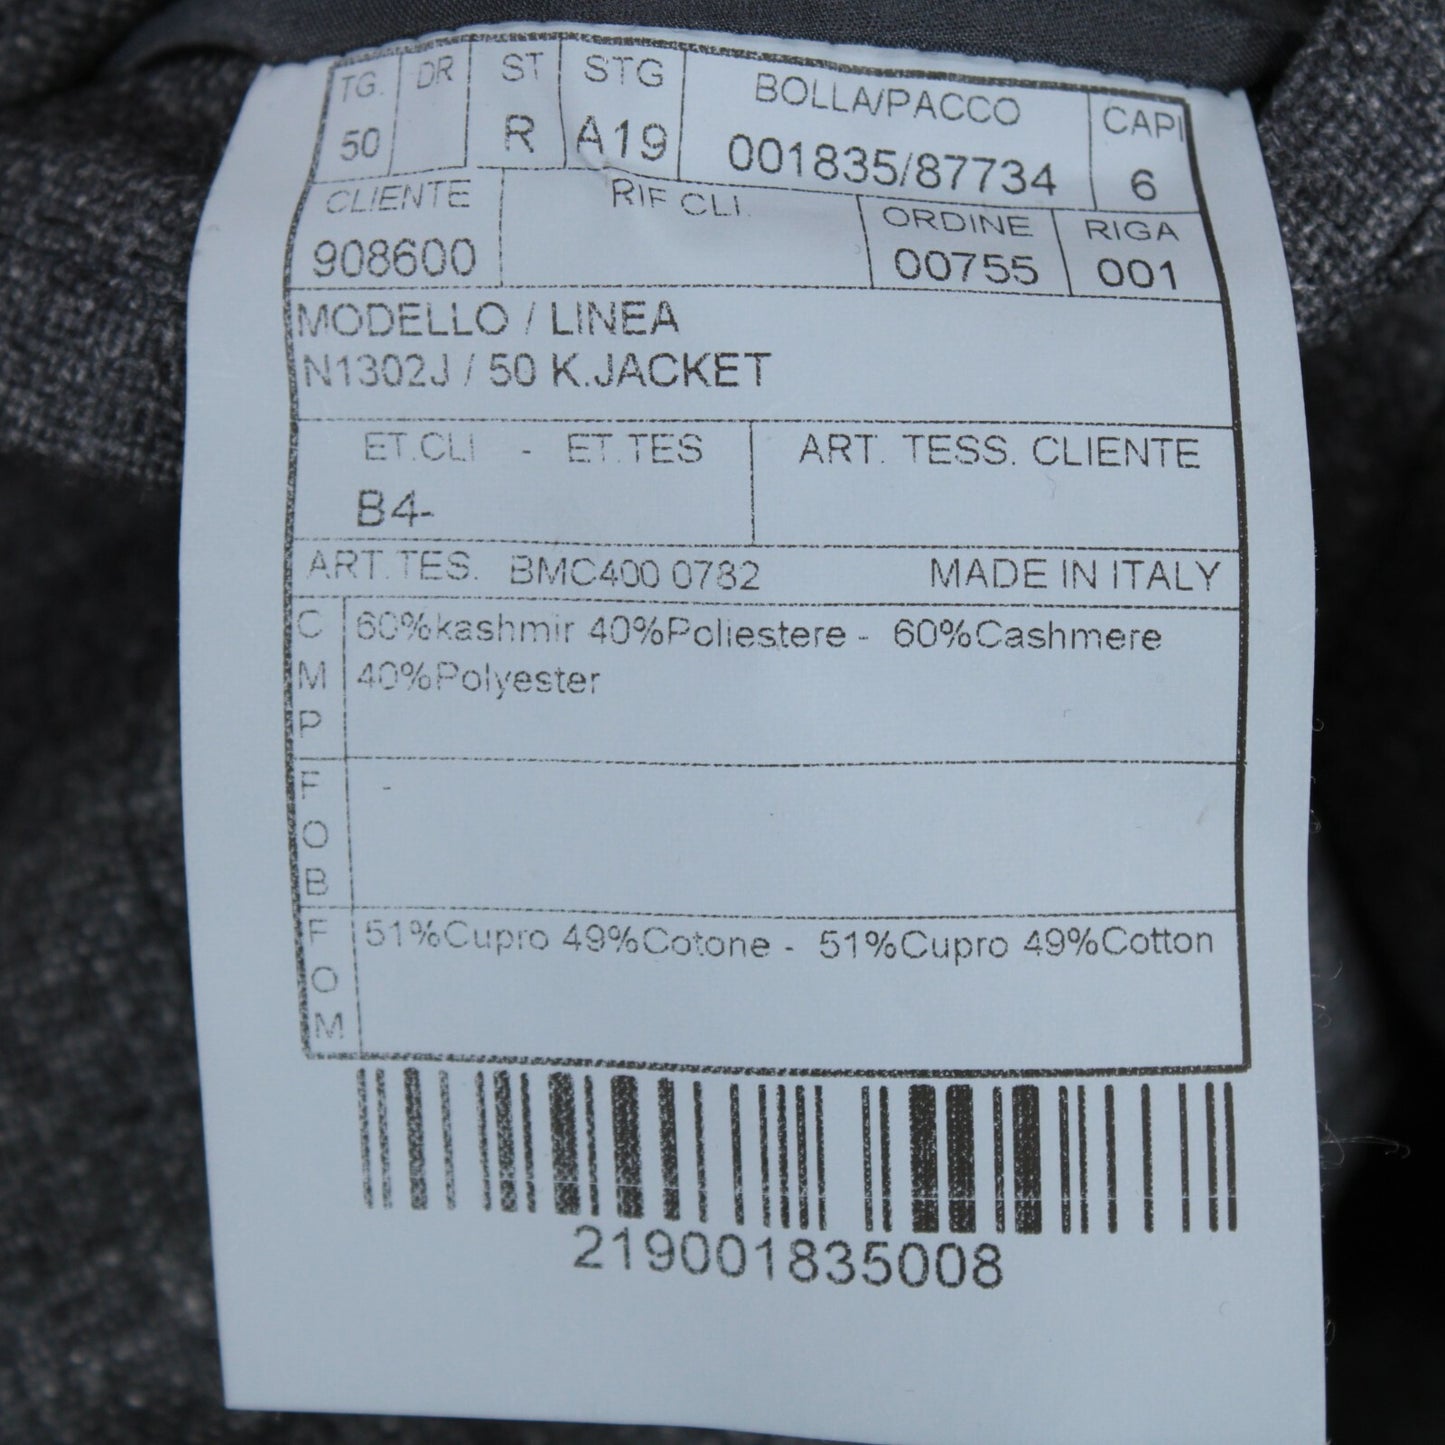 TG. DR ST STG BOLLA/PACCO CAPI
50 R A19 001835/87734 6
CLIENTE RIF CLI. ORDINE RIGA
908600 00755 001
MODELLO / LINEA
N1302J / 50 K.JACKET
ET.CLI - ET.TES ART. TESS. CLIENTE
B4-
ART.TES. BMC400 0782 MADE IN ITALY
C M P
60%kashmir 40%Poliestere - 60%Cashmere
40%Polyester
F O B
-
F O M
51%Cupro 49%Cotone - 51%Cupro 49%Cotton
219001835008